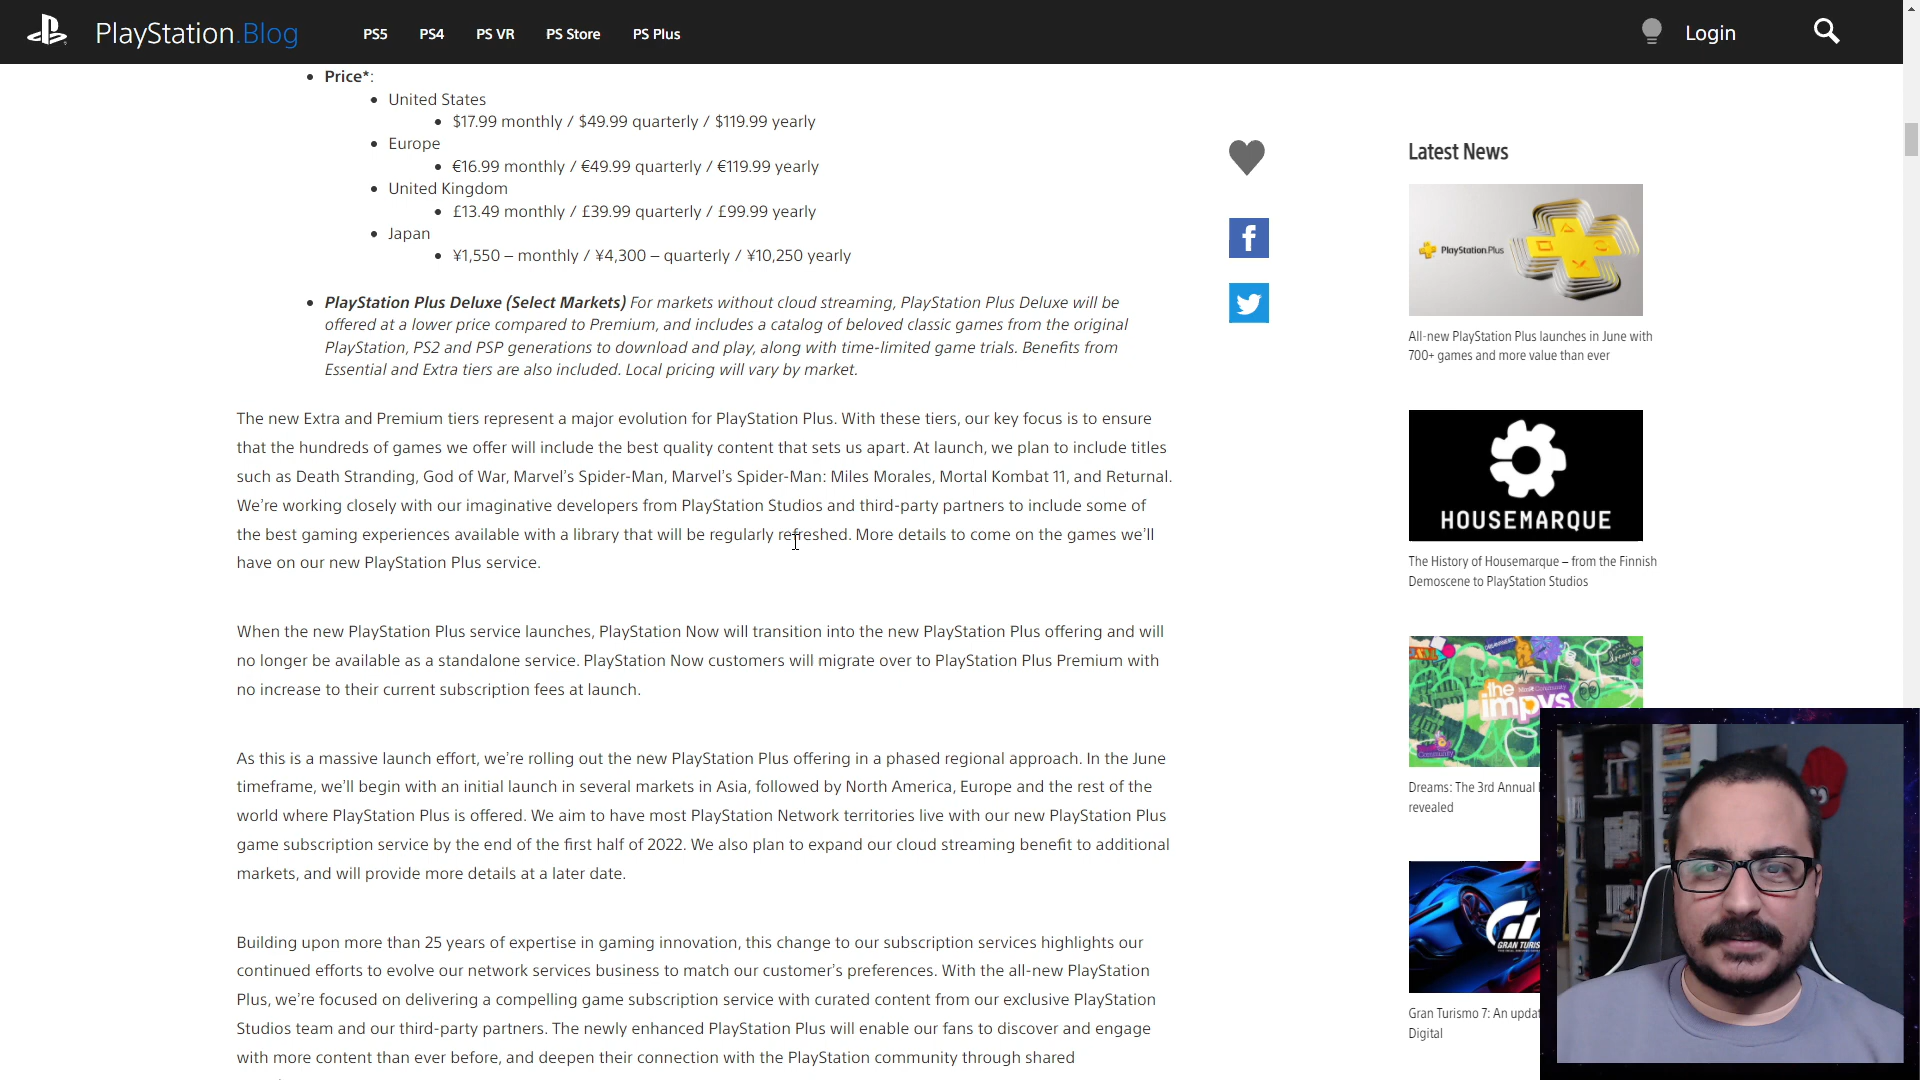 PlayStation.Blog
PS5
PS4
PS VR
PS Store
PS Plus
Login
Price*:
United States
$17.99 monthly / $49.99 quarterly / $119.99 yearly
Europe
€16.99 monthly / €49.99 quarterly / €119.99 yearly
United Kingdom
£13.49 monthly / £39.99 quarterly / £99.99 yearly
Japan
¥1,550 – monthly / ¥4,300 – quarterly / ¥10,250 yearly
PlayStation Plus Deluxe (Select Markets) For markets without cloud streaming, PlayStation Plus Deluxe will be
offered at a lower price compared to Premium, and includes a catalog of beloved classic games from the original
PlayStation, PS2 and PSP generations to download and play, along with time-limited game trials. Benefits from
Essential and Extra tiers are also included. Local pricing will vary by market.
The new Extra and Premium tiers represent a major evolution for PlayStation Plus. With these tiers, our key focus is to ensure
that the hundreds of games we offer will include the best quality content that sets us apart. At launch, we plan to include titles
such as Death Stranding, God of War, Marvel’s Spider-Man, Marvel’s Spider-Man: Miles Morales, Mortal Kombat 11, and Returnal.
We’re working closely with our imaginative developers from PlayStation Studios and third-party partners to include some of
the best gaming experiences available with a library that will be regularly refreshed. More details to come on the games we’ll
have on our new PlayStation Plus service.
When the new PlayStation Plus service launches, PlayStation Now will transition into the new PlayStation Plus offering and will
no longer be available as a standalone service. PlayStation Now customers will migrate over to PlayStation Plus Premium with
no increase to their current subscription fees at launch.
As this is a massive launch effort, we’re rolling out the new PlayStation Plus offering in a phased regional approach. In the June
timeframe, we’ll begin with an initial launch in several markets in Asia, followed by North America, Europe and the rest of the
world where PlayStation Plus is offered. We aim to have most PlayStation Network territories live with our new PlayStation Plus
game subscription service by the end of the first half of 2022. We also plan to expand our cloud streaming benefit to additional
markets, and will provide more details at a later date.
Building upon more than 25 years of expertise in gaming innovation, this change to our subscription services highlights our
continued efforts to evolve our network services business to match our customer’s preferences. With the all-new PlayStation
Plus, we’re focused on delivering a compelling game subscription service with curated content from our exclusive PlayStation
Studios team and our third-party partners. The newly enhanced PlayStation Plus will enable our fans to discover and engage
with more content than ever before, and deepen their connection with the PlayStation community through shared
Latest News
PlayStation.Plus
All-new PlayStation Plus launches in June with
700+ games and more value than ever
HOUSEMARQUE
The History of Housemarque – from the Finnish
Demoscene to PlayStation Studios
the
impys
Dreams: The 3rd Annual
revealed
GRAN TURIS
Gran Turismo 7: An updat
Digital